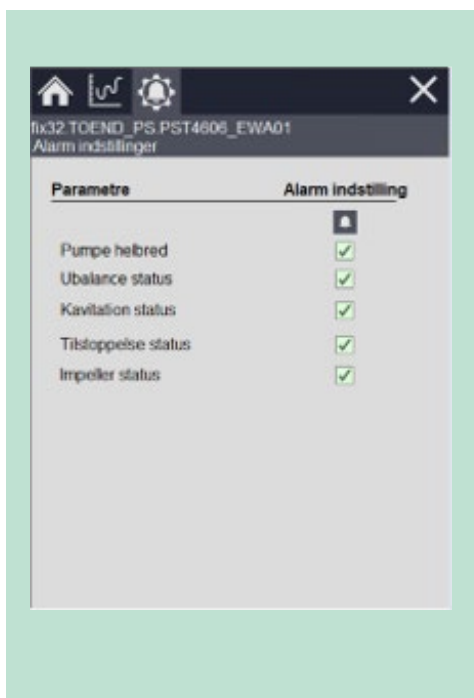 fix32.TOEND_PS.PST4606_EWA01
Alarm indstillinger
Parametre Alarm indstilling
Pumpe helbred
Ubalance status
Kavitation status
Tilstoppelse status
Impeller status